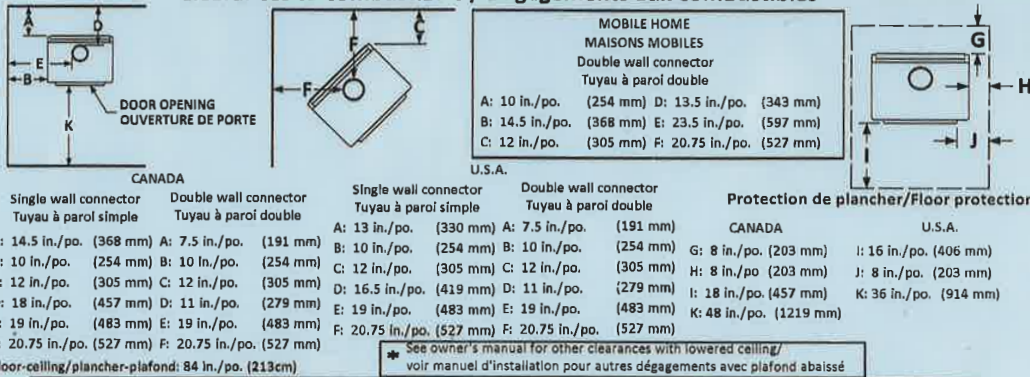 A
D
E
B
K
DOOR OPENING
OUVERTURE DE PORTE
F
C
F
MOBILE HOME
MAISONS MOBILES
Double wall connector
Tuyau à paroi double
A: 10 in./po. (254 mm) D: 13.5 in./po. (343 mm)
B: 14.5 in./po. (368 mm) E: 23.5 in./po. (597 mm)
C: 12 in./po. (305 mm) F: 20.75 in./po. (527 mm)
G
H
I
J
CANADA
Single wall connector
Tuyau à paroi simple
: 14.5 in./po. (368 mm)
: 10 in./po. (254 mm)
: 12 in./po. (305 mm)
: 18 in./po. (457 mm)
: 19 in./po. (483 mm)
: 20.75 in./po. (527 mm)
Double wall connector
Tuyau à paroi double
A: 7.5 in./po. (191 mm)
B: 10 in./po. (254 mm)
C: 12 in./po. (305 mm)
D: 11 in./po. (279 mm)
E: 19 in./po. (483 mm)
F: 20.75 in./po. (527 mm)
loor-ceiling/plancher-plafond: 84 in./po. (213cm)
U.S.A.
Single wall connector
Tuyau à paroi simple
A: 13 in./po. (330 mm)
B: 10 in./po. (254 mm)
C: 12 in./po. (305 mm)
D: 16.5 in./po. (419 mm)
E: 19 in./po. (483 mm)
F: 20.75 in./po. (527 mm)
Double wall connector
Tuyau à paroi double
A: 7.5 in./po. (191 mm)
B: 10 in./po. (254 mm)
C: 12 in./po. (305 mm)
D: 11 in./po. (279 mm)
E: 19 in./po. (483 mm)
F: 20.75 in./po. (527 mm)
Protection de plancher/Floor protection
CANADA
G: 8 in./po. (203 mm)
H: 8 in./po (203 mm)
I: 18 in./po. (457 mm)
K: 48 in./po. (1219 mm)
U.S.A.
I: 16 in./po. (406 mm)
J: 8 in./po. (203 mm)
K: 36 in./po. (914 mm)
* See owner's manual for other clearances with lowered ceiling/
voir manuel d'installation pour autres dégagements avec plafond abaissé